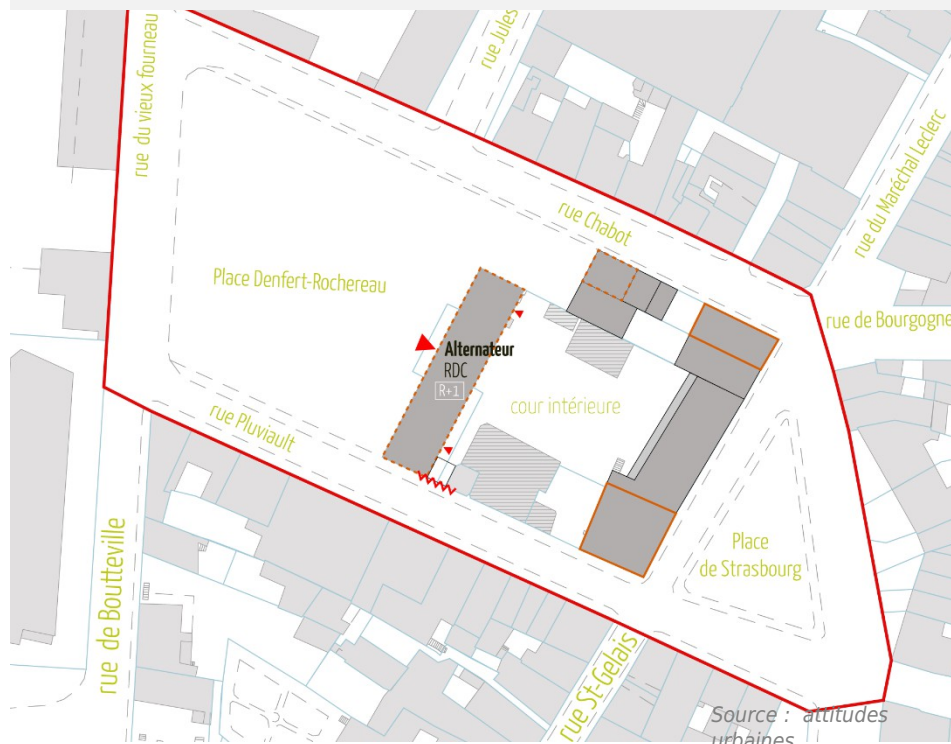 rue du vieux fourneau
rue Jules
rue du Maréchal Leclerc
rue Chabot
Place Denfert-Rochereau
rue de Bourgogne
Alternateur
RDC
R+1
cour intérieure
rue Pluviault
Place
de Strasbourg
rue de Boutteville
rue St-Gelais
Source : attitudes
urbaines